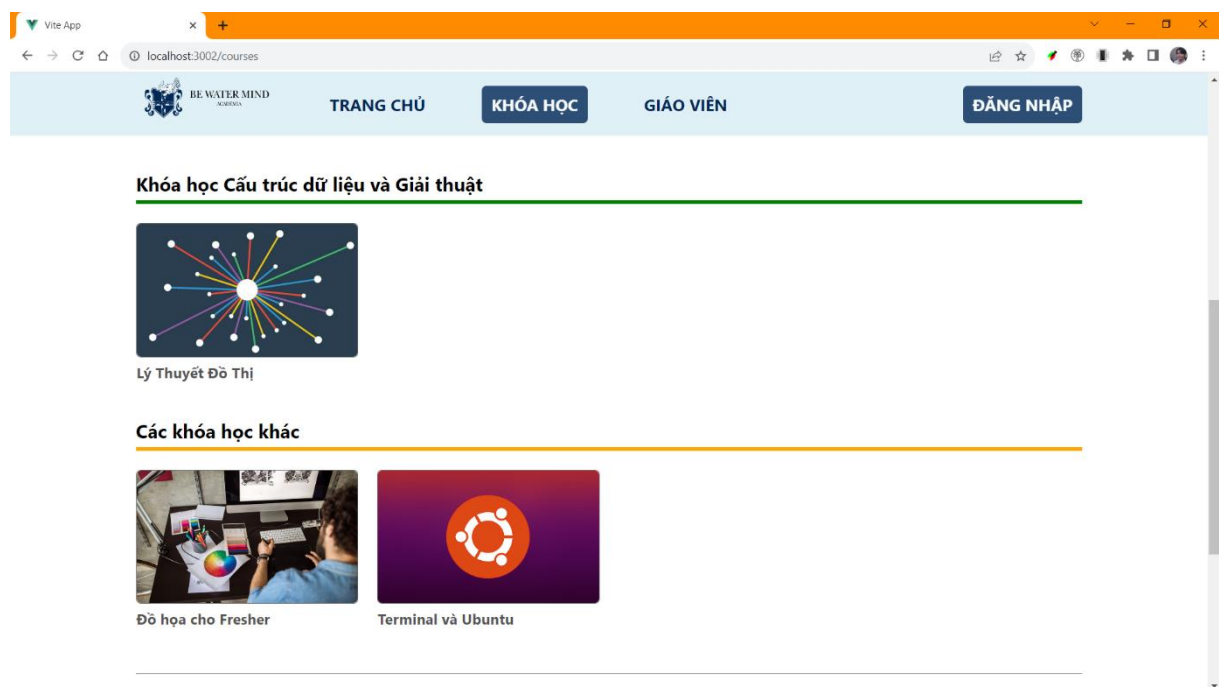 Vite App
localhost:3002/courses
BE WATER MIND
ACADEMIA
TRANG CHỦ
KHÓA HỌC
GIÁO VIÊN
ĐĂNG NHẬP
Khóa học Cấu trúc dữ liệu và Giải thuật
Lý Thuyết Đồ Thị
Các khóa học khác
Đồ họa cho Fresher
Terminal và Ubuntu